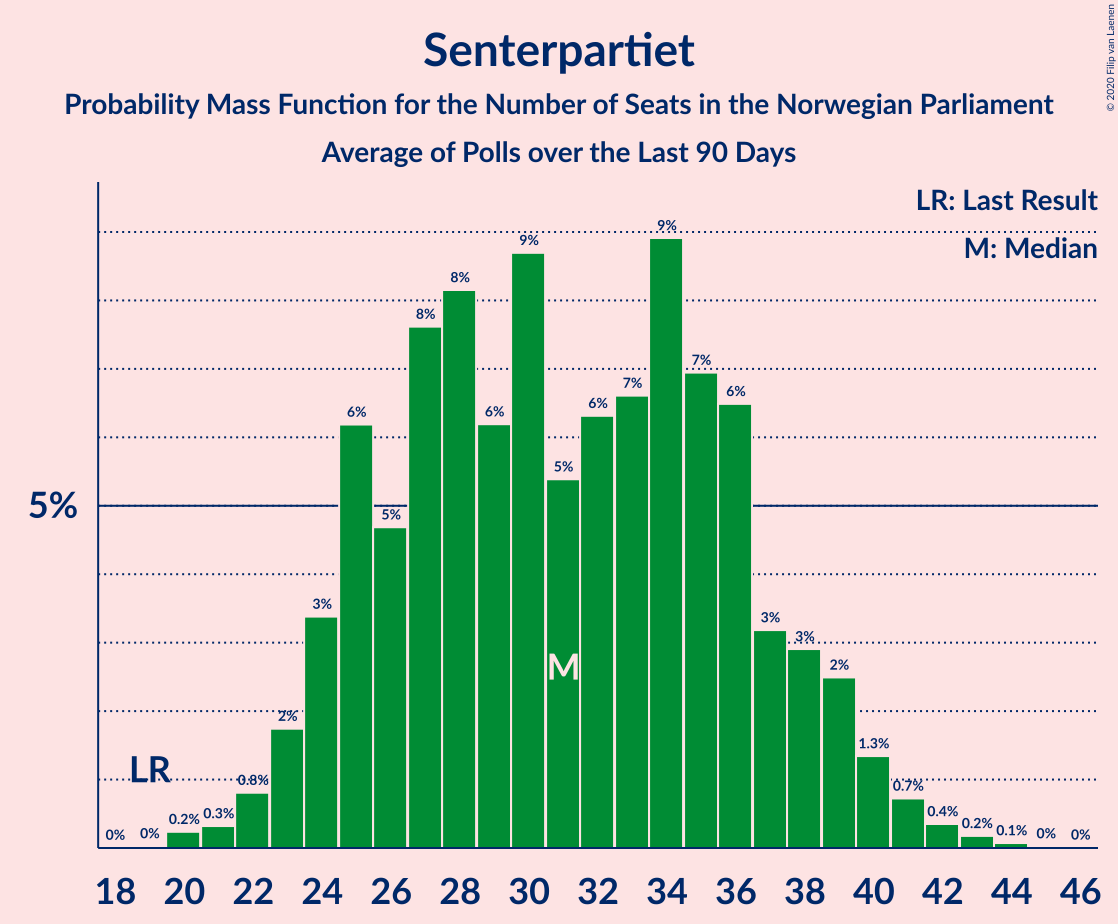 Senterpartiet
Probability Mass Function for the Number of Seats in the Norwegian Parliament
Average of Polls over the Last 90 Days
© 2020 Filip van Laenen
LR: Last Result
M: Median
5%
0% 0% 0.2% 0.3% 0.8% 2% 3% 6% 5% 8% 8% 6% 9% 5% 6% 7% 9% 7% 6% 3% 3% 2% 1.3% 0.7% 0.4% 0.2% 0.1% 0% 0%
LR
M
18 20 22 24 26 28 30 32 34 36 38 40 42 44 46